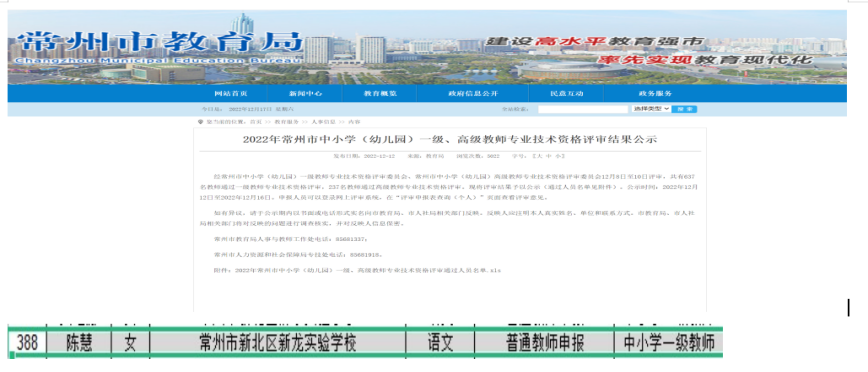 常州市教育局
Changzhou Municipal Education Bureau
建设高水平教育强市
率先实现教育现代化
网站首页 新闻中心 教育概览 政府信息公开 民意互动 政务服务
今日是：2022年12月17日 星期六 全站检索： 选择类型 搜索
您当前的位置：首页 >> 教育服务 >> 人事信息 >> 内容
2022年常州市中小学（幼儿园）一级、高级教师专业技术资格评审结果公示
发布日期：2022-12-12 来源：教育局 浏览次数：8022 字号：【大 中 小】
经常州市中小学（幼儿园）一级教师专业技术资格评审委员会、常州市中小学（幼儿园）高级教师专业技术资格评审委员会12月8日至10日评审，共有637
名教师通过一级教师专业技术资格评审，237名教师通过高级教师专业技术资格评审，现将评审结果予以公示（通过人员名单见附件）。公示时间：2022年12月
12日至2022年12月16日。申报人员可以登录网上评审系统，在“评审申报表查询（个人）”页面查看评审意见。
如有异议，请于公示期内以书面或电话形式实名向市教育局、市人社局相关部门反映。反映人应注明本人真实姓名、单位和联系方式。市教育局、市人社
局相关部门将对反映的问题进行调查核实，并对反映人信息保密。
常州市教育局人事与教师工作处电话：85681337；
常州市人力资源和社会保障局专技处电话：85681918。
附件：2022年常州市中小学（幼儿园）一级、高级教师专业技术资格评审通过人员名单.xls
388 陈慧 女 常州市新北区新龙实验学校 语文 普通教师申报 中小学一级教师